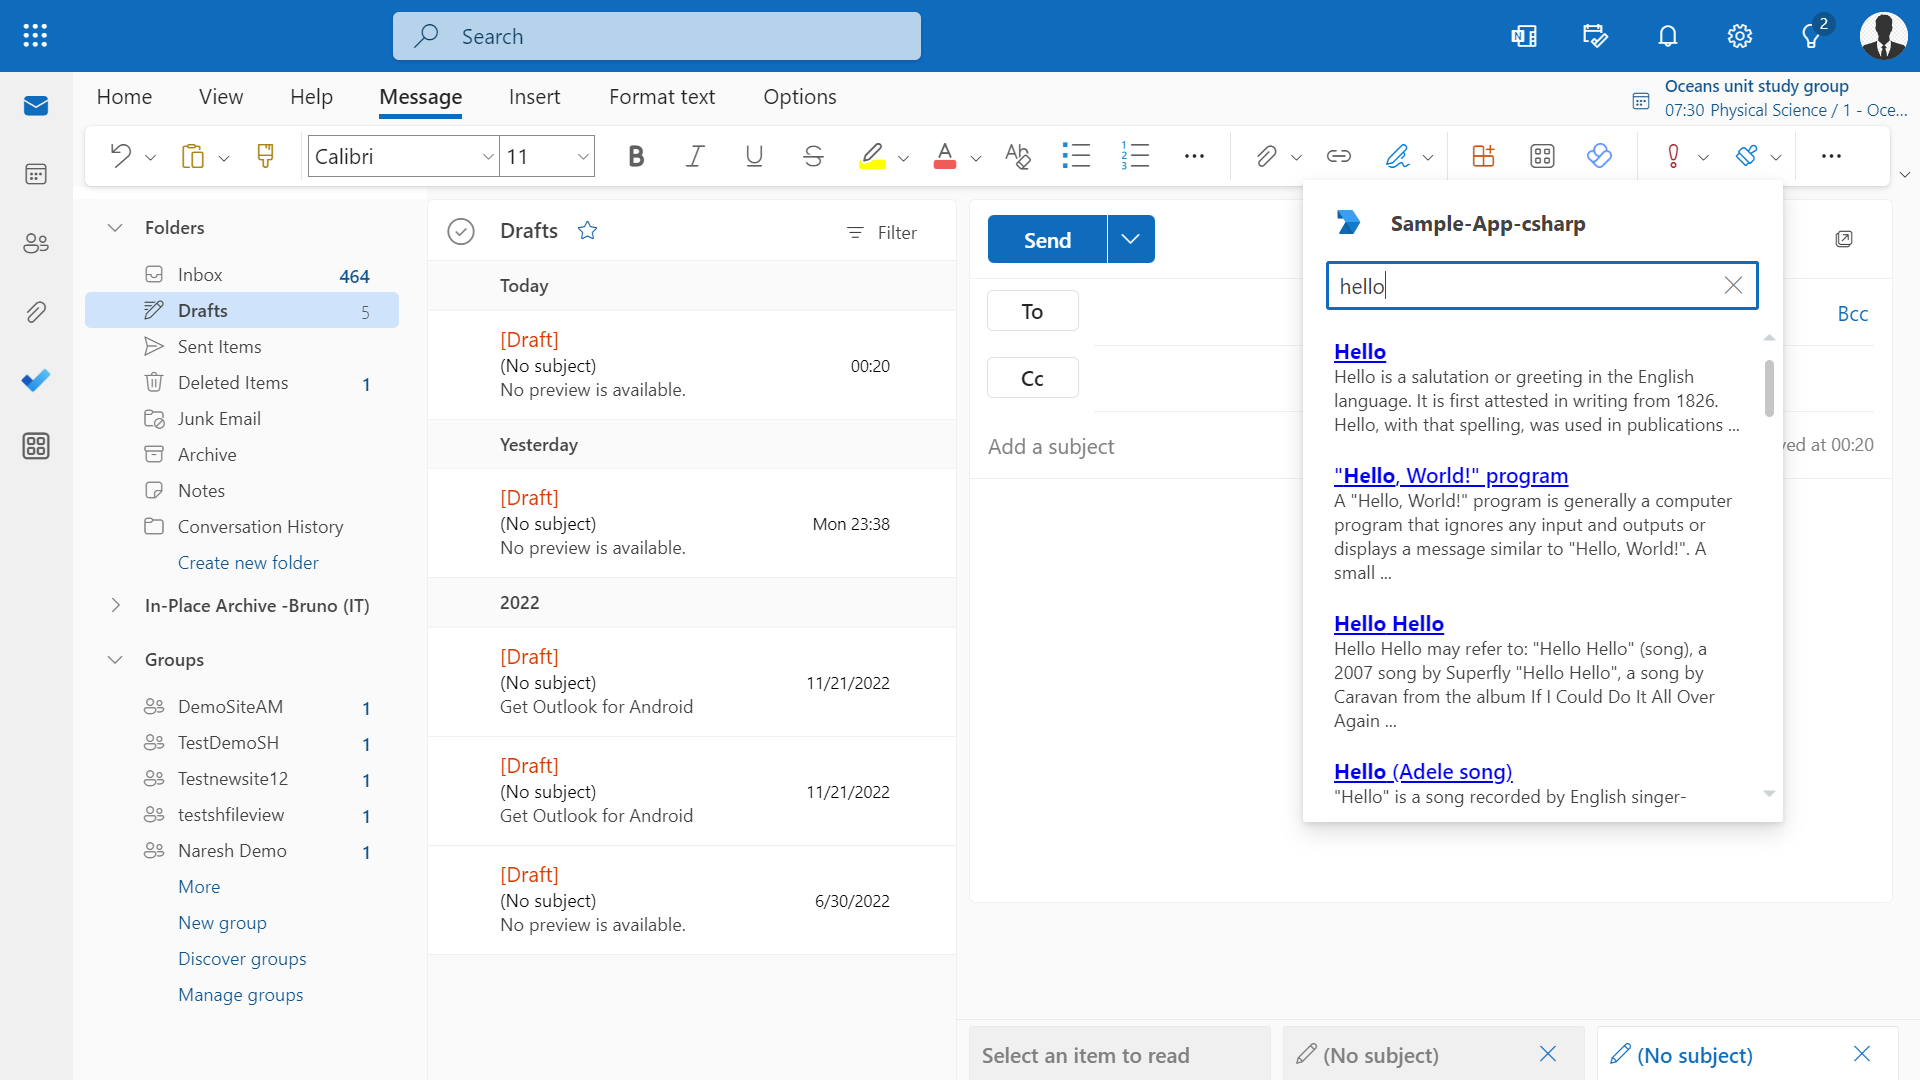 Search
2
Home View Help Message Insert Format text Options
Oceans unit study group
07:30 Physical Science / 1 - Oce...
Calibri 11
Folders
Inbox 464
Drafts 5
Sent Items
Deleted Items 1
Junk Email
Archive
Notes
Conversation History
Create new folder
In-Place Archive -Bruno (IT)
Groups
DemoSiteAM 1
TestDemoSH 1
Testnewsite12 1
testshfileview 1
Naresh Demo 1
More
New group
Discover groups
Manage groups
Drafts Filter
Today
[Draft]
(No subject) 00:20
No preview is available.
Yesterday
[Draft]
(No subject) Mon 23:38
No preview is available.
2022
[Draft]
(No subject) 11/21/2022
Get Outlook for Android
[Draft]
(No subject) 11/21/2022
Get Outlook for Android
[Draft]
(No subject) 6/30/2022
No preview is available.
Send
To Bcc
Cc
Add a subject at 00:20
Sample-App-csharp
hello
Hello
Hello is a salutation or greeting in the English
language. It is first attested in writing from 1826.
Hello, with that spelling, was used in publications ...
"Hello, World!" program
A "Hello, World!" program is generally a computer
program that ignores any input and outputs or
displays a message similar to "Hello, World!". A
small ...
Hello Hello
Hello Hello may refer to: "Hello Hello" (song), a
2007 song by Superfly "Hello Hello", a song by
Caravan from the album If I Could Do It All Over
Again ...
Hello (Adele song)
"Hello" is a song recorded by English singer-
Select an item to read
(No subject)
(No subject)